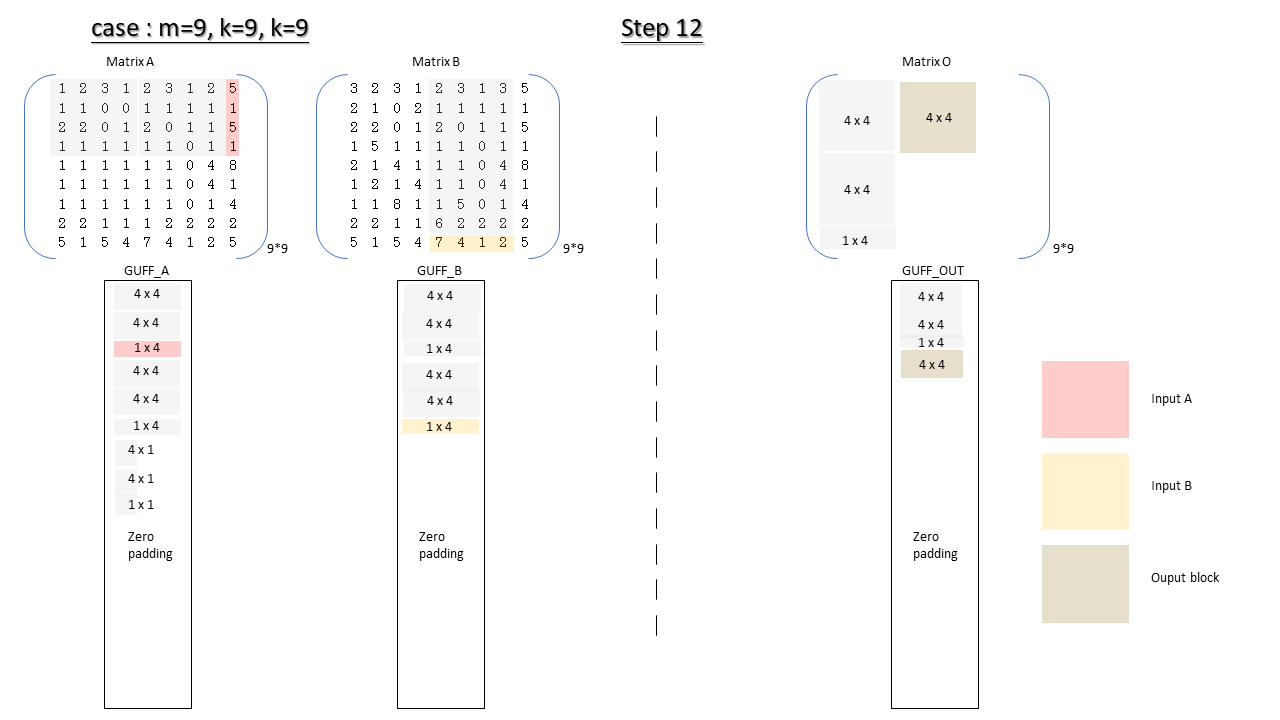 case : m=9, k=9, k=9
Step 12
Matrix A
Matrix B
Matrix O
1 2 3 1 2 3 1 2 5
1 1 0 0 1 1 1 1 1
2 2 0 1 2 0 1 1 5
1 1 1 1 1 1 0 1 1
1 1 1 1 1 1 0 4 8
1 1 1 1 1 1 0 4 1
1 1 1 1 1 1 0 1 4
2 2 1 1 1 2 2 2 2
5 1 5 4 7 4 1 2 5
9*9
3 2 3 1 2 3 1 3 5
2 1 0 2 1 1 1 1 1
2 2 0 1 2 0 1 1 5
1 5 1 1 1 1 0 1 1
2 1 4 1 1 1 0 4 8
1 2 1 4 1 1 0 4 1
1 1 8 1 1 5 0 1 4
2 2 1 1 6 2 2 2 2
5 1 5 4 7 4 1 2 5
9*9
4 x 4
4 x 4
4 x 4
1 x 4
9*9
GUFF_A
4 x 4
4 x 4
1 x 4
4 x 4
4 x 4
1 x 4
4 x 1
4 x 1
1 x 1
Zero
padding
GUFF_B
4 x 4
4 x 4
1 x 4
4 x 4
4 x 4
1 x 4
Zero
padding
GUFF_OUT
4 x 4
4 x 4
1 x 4
4 x 4
Zero
padding
Input A
Input B
Ouput block